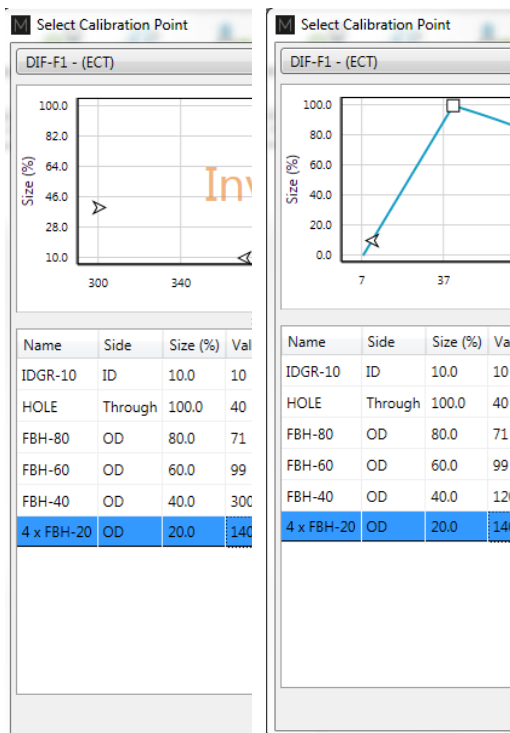 M Select Calibration Point
DIF-F1 - (ECT)
100.0
82.0
64.0
46.0
28.0
10.0
Size (%)
300 340
Name Side Size (%)
IDGR-10 ID 10.0 10
HOLE Through 100.0 40
FBH-80 OD 80.0 71
FBH-60 OD 60.0 99
FBH-40 OD 40.0 300
4 x FBH-20 OD 20.0 140
M Select Calibration Point
DIF-F1 - (ECT)
100.0
80.0
60.0
40.0
20.0
0.0
Size (%)
7 37
Name Side Size (%)
IDGR-10 ID 10.0 10
HOLE Through 100.0 40
FBH-80 OD 80.0 71
FBH-60 OD 60.0 99
FBH-40 OD 40.0
4 x FBH-20 OD 20.0